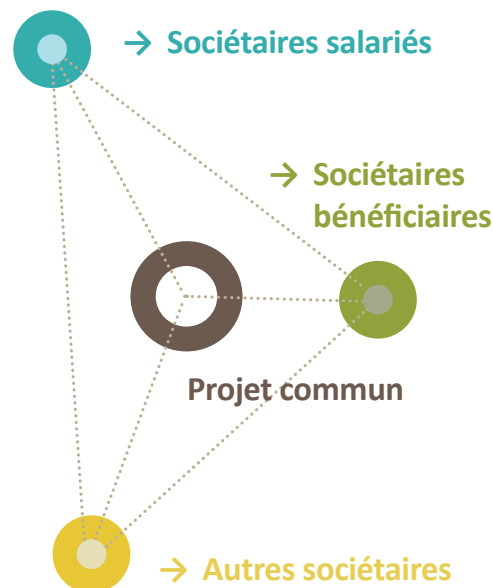 → Sociétaires salariés
→ Sociétaires
bénéficiaires
Projet commun
→ Autres sociétaires